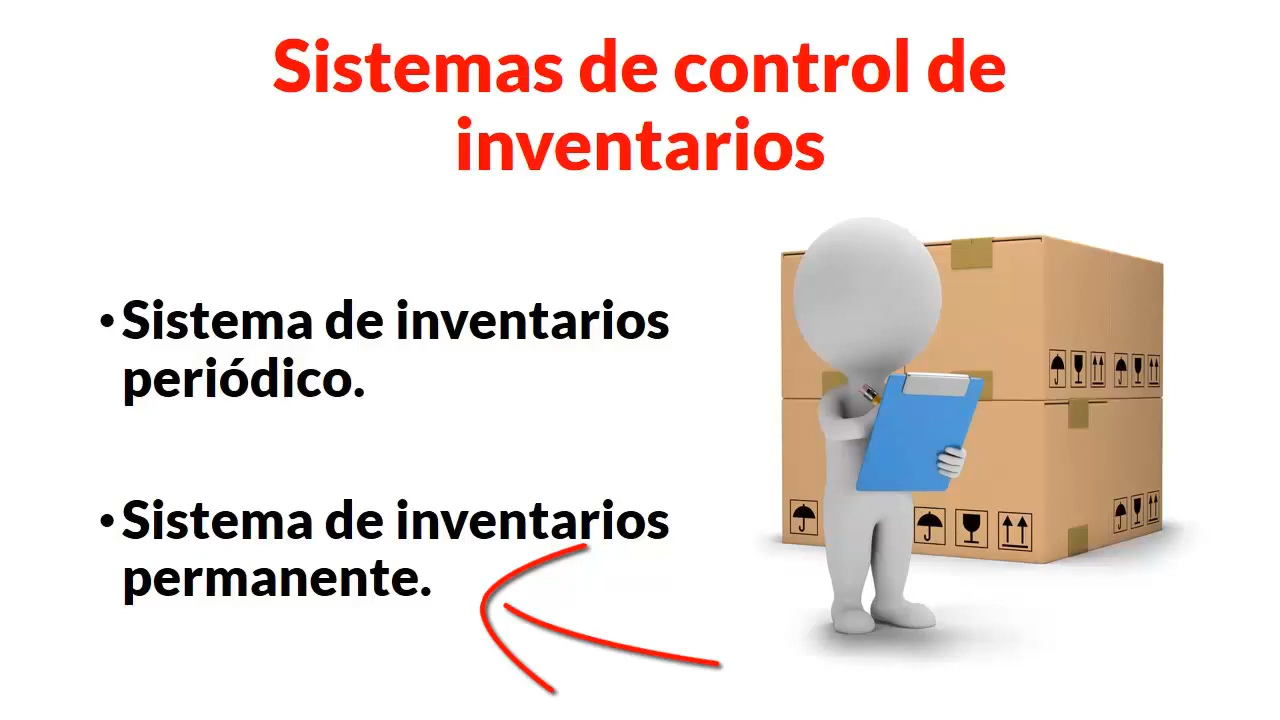 Sistemas de control de
inventarios
•Sistema de inventarios
periódico.
•Sistema de inventarios
permanente.